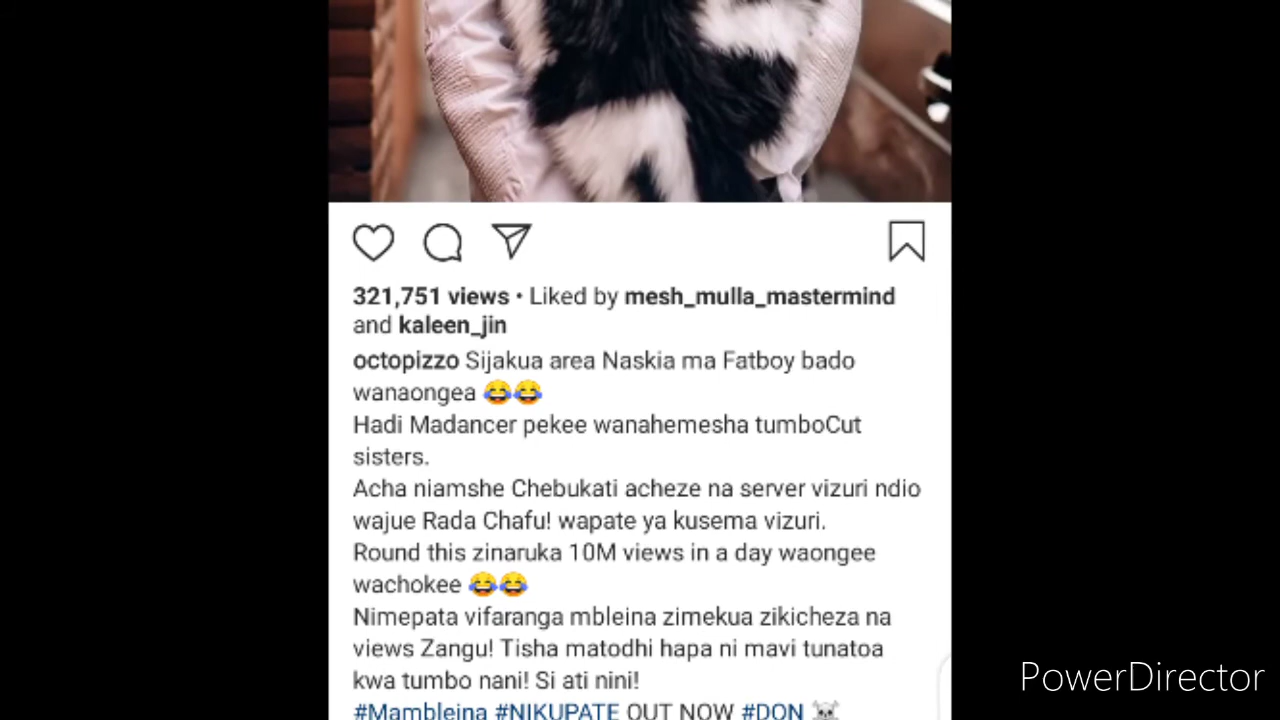 321,751 views • Liked by mesh_mulla_mastermind
and kaleen_jin
octopizzo Sijakua area Naskia ma Fatboy bado
wanaongea 😂😂
Hadi Madancer pekee wanahemesha tumboCut
sisters.
Acha niamshe Chebukati acheze na server vizuri ndio
wajue Rada Chafu! wapate ya kusema vizuri.
Round this zinaruka 10M views in a day waongee
wachokee 😂😂
Nimepata vifaranga mbleina zimekua zikicheza na
views Zangu! Tisha matodhi hapa ni mavi tunatoa
kwa tumbo nani! Si ati nini!
#Mambleina #NIKUPATE OUT NOW #DON ☠️
PowerDirector